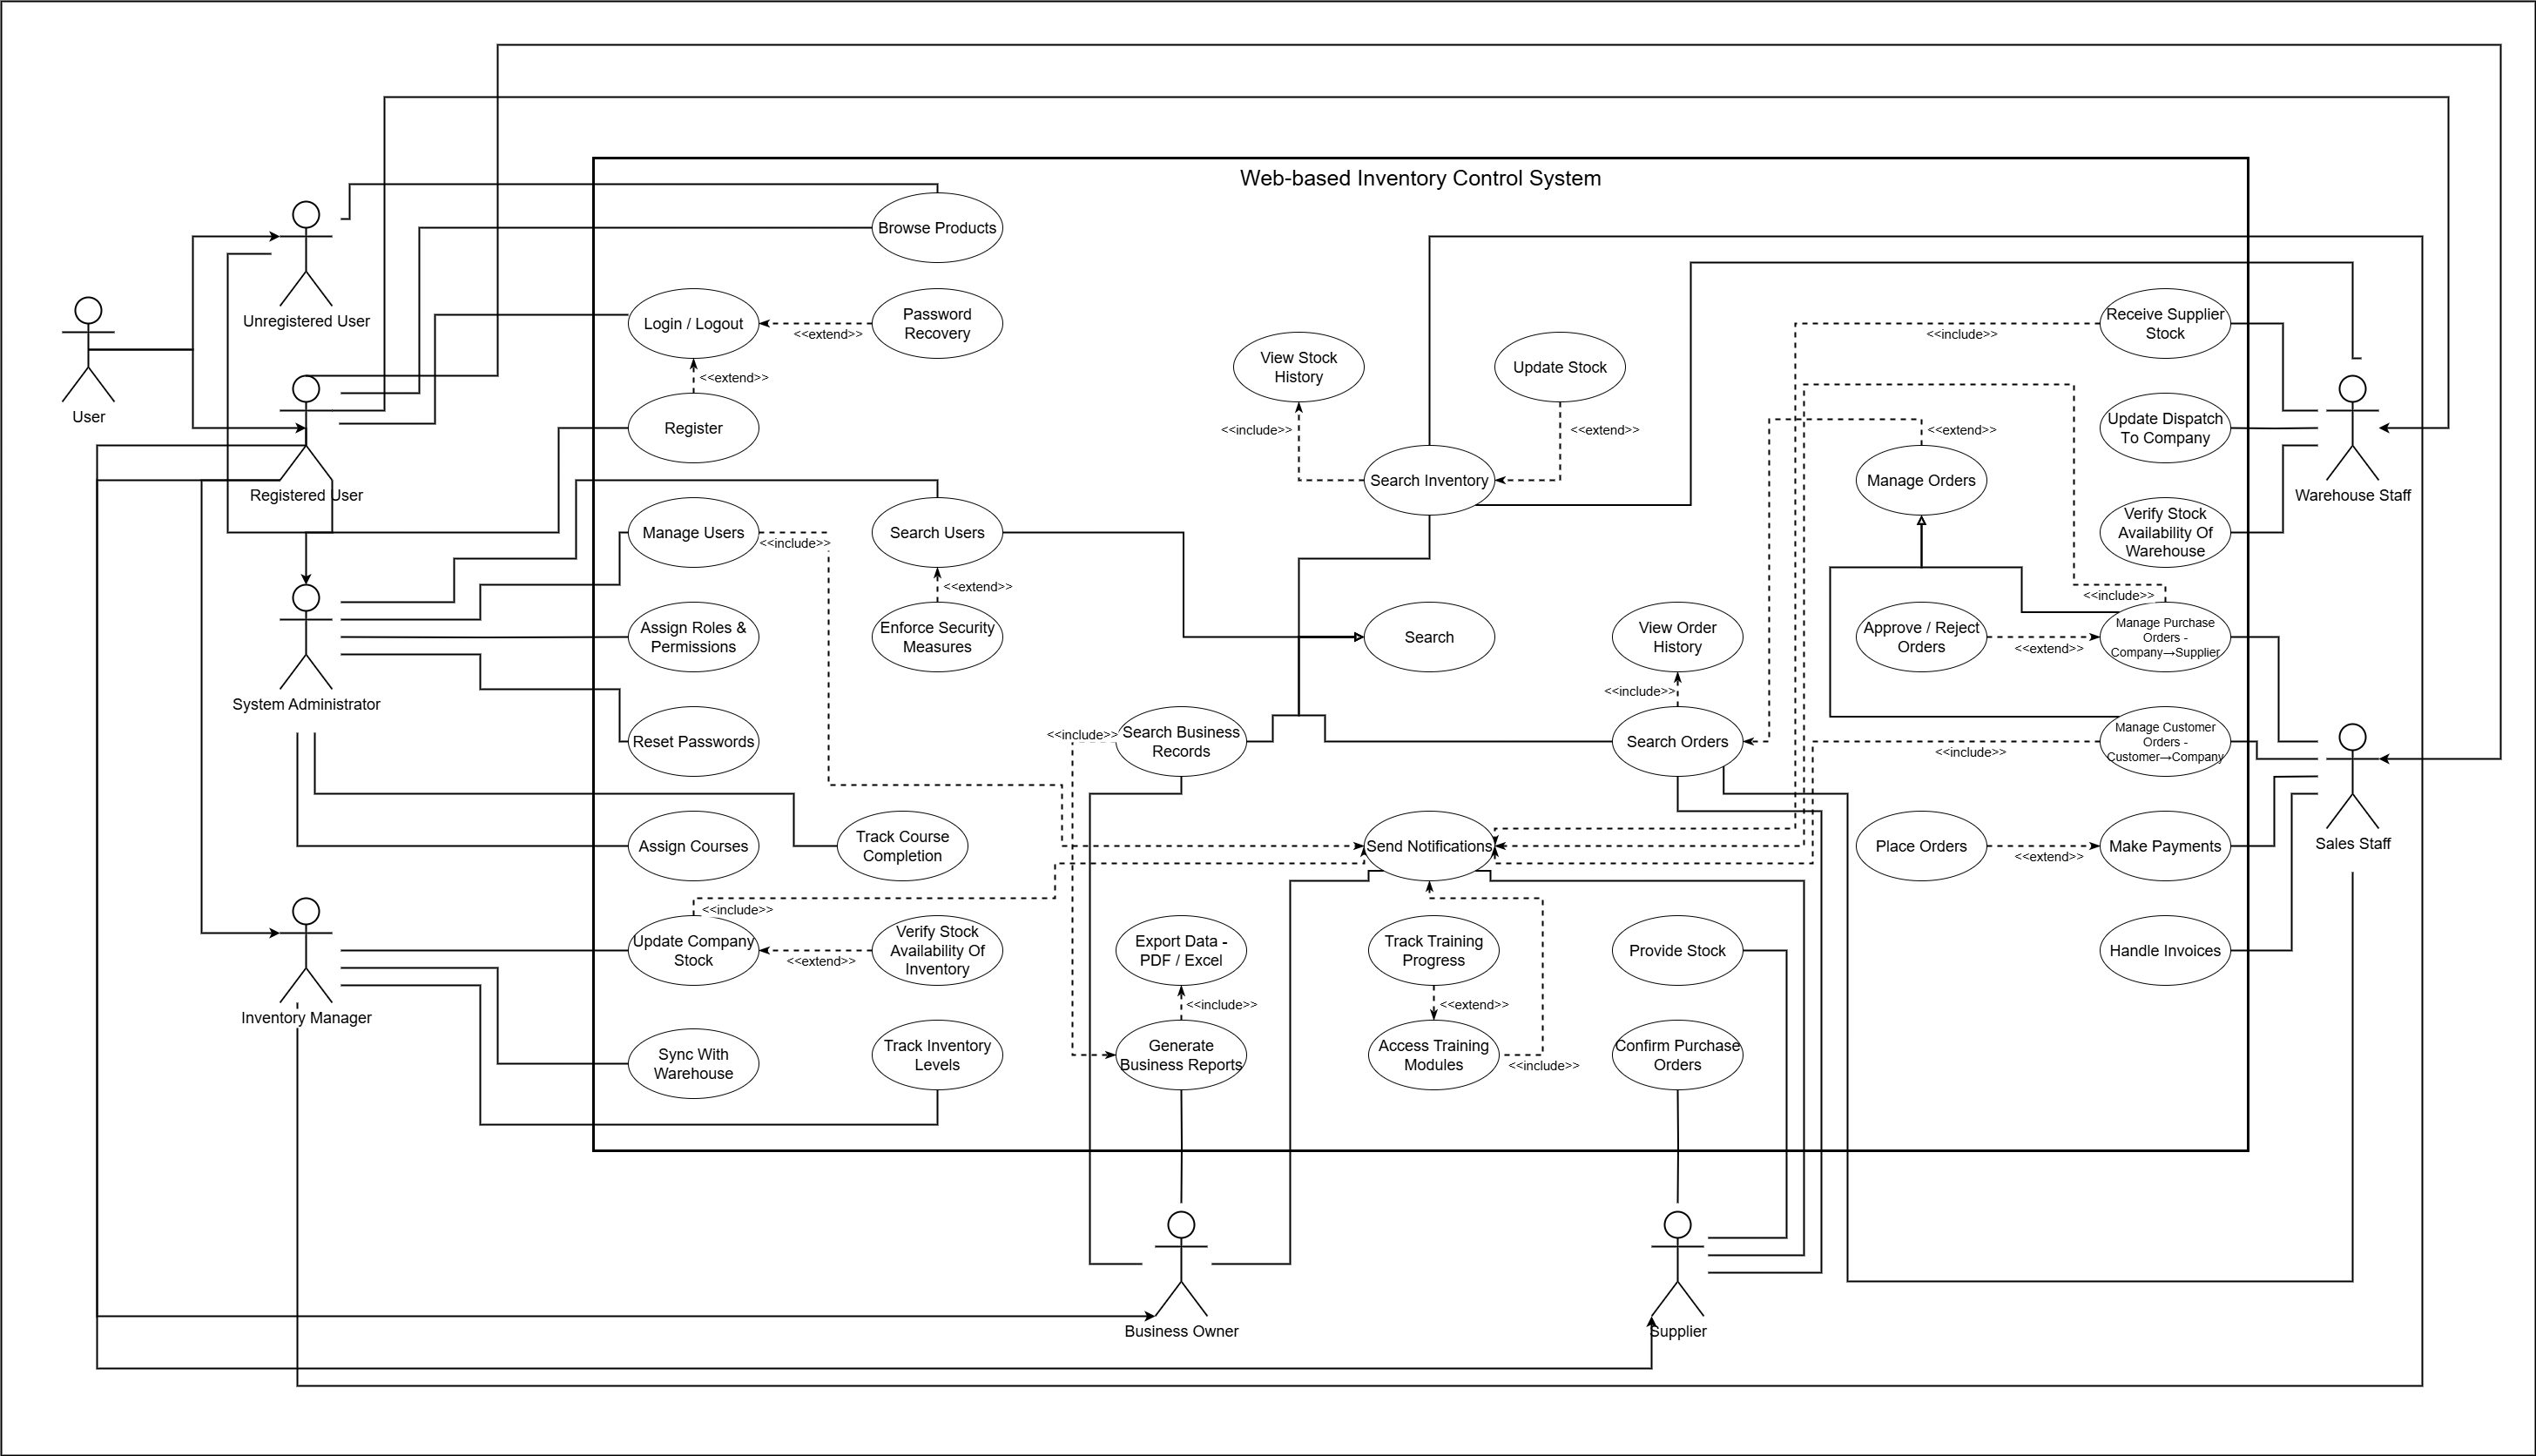 Web-based Inventory Control System
Browse Products
Unregistered User
User
Login / Logout
<<extend>>
Password
Recovery
<<extend>>
Register
Registered User
View Stock
History
Update Stock
<<include>>
<<extend>>
Search Inventory
<<include>>
Receive Supplier
Stock
<<extend>>
Manage Orders
Update Dispatch
To Company
Verify Stock
Availability Of
Warehouse
Warehouse Staff
Manage Users
<<include>>
Search Users
<<extend>>
Assign Roles &
Permissions
Enforce Security
Measures
System Administrator
Reset Passwords
Search
View Order
History
<<include>>
Approve / Reject
Orders
<<extend>>
<<include>>
Manage Purchase
Orders -
Company→Supplier
<<include>>
Search Business
Records
Search Orders
<<include>>
Manage Customer
Orders -
Customer→Company
Assign Courses
Track Course
Completion
Send Notifications
Place Orders
<<extend>>
Make Payments
Sales Staff
<<include>>
Update Company
Stock
<<extend>>
Verify Stock
Availability Of
Inventory
Export Data -
PDF / Excel
<<include>>
Track Training
Progress
<<extend>>
Provide Stock
Handle Invoices
Inventory Manager
Sync With
Warehouse
Track Inventory
Levels
Generate
Business Reports
Access Training
Modules
<<include>>
Confirm Purchase
Orders
Business Owner
Supplier